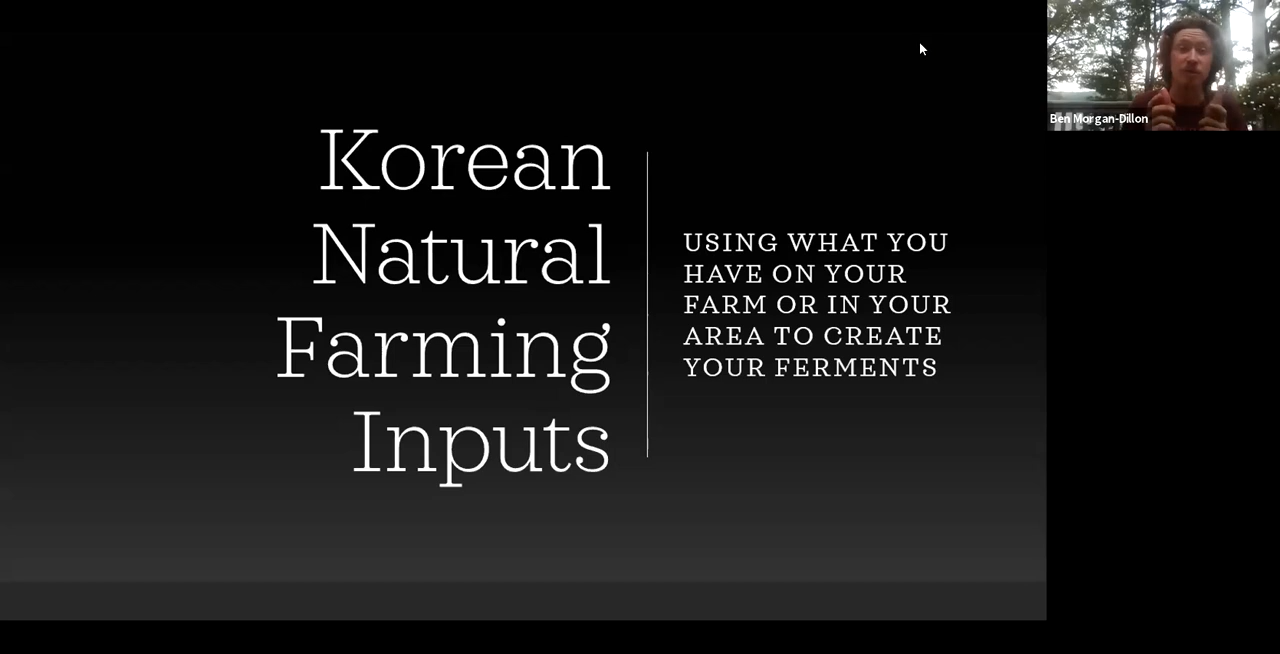 Korean
Natural
Farming
Inputs
USING WHAT YOU
HAVE ON YOUR
FARM OR IN YOUR
AREA TO CREATE
YOUR FERMENTS
Ben Morgan-Dillon